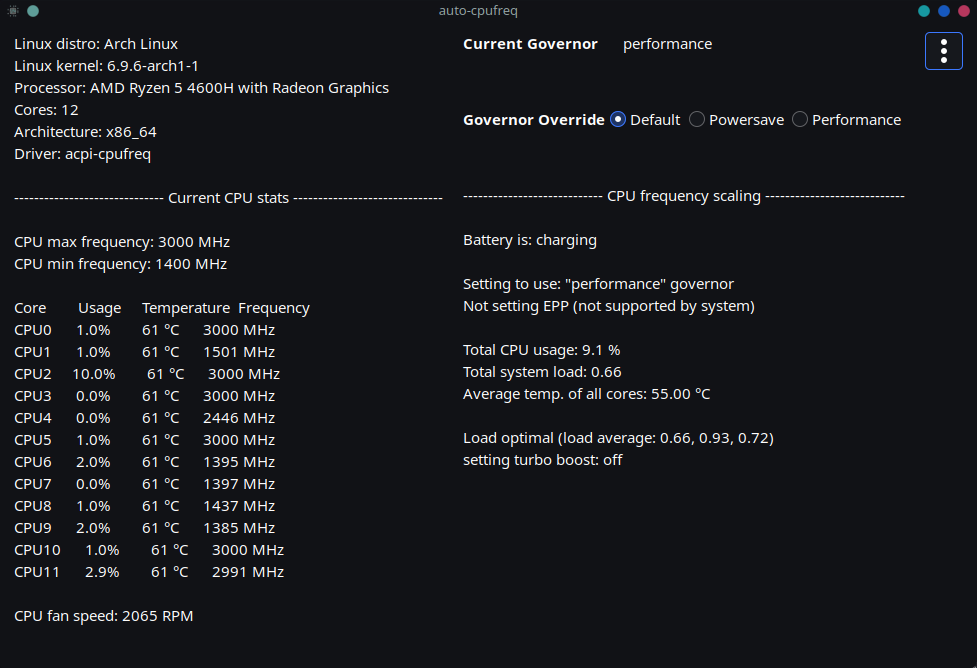 auto-cpufreq
Linux distro: Arch Linux
Linux kernel: 6.9.6-arch1-1
Processor: AMD Ryzen 5 4600H with Radeon Graphics
Cores: 12
Architecture: x86_64
Driver: acpi-cpufreq
------------------------------ Current CPU stats ------------------------------
CPU max frequency: 3000 MHz
CPU min frequency: 1400 MHz
Core Usage Temperature Frequency
CPU0 1.0% 61 °C 3000 MHz
CPU1 1.0% 61 °C 1501 MHz
CPU2 10.0% 61 °C 3000 MHz
CPU3 0.0% 61 °C 3000 MHz
CPU4 0.0% 61 °C 2446 MHz
CPU5 1.0% 61 °C 3000 MHz
CPU6 2.0% 61 °C 1395 MHz
CPU7 0.0% 61 °C 1397 MHz
CPU8 1.0% 61 °C 1437 MHz
CPU9 2.0% 61 °C 1385 MHz
CPU10 1.0% 61 °C 3000 MHz
CPU11 2.9% 61 °C 2991 MHz
CPU fan speed: 2065 RPM
Current Governor performance
Governor Override Default Powersave Performance
---------------------------- CPU frequency scaling ----------------------------
Battery is: charging
Setting to use: "performance" governor
Not setting EPP (not supported by system)
Total CPU usage: 9.1 %
Total system load: 0.66
Average temp. of all cores: 55.00 °C
Load optimal (load average: 0.66, 0.93, 0.72)
setting turbo boost: off